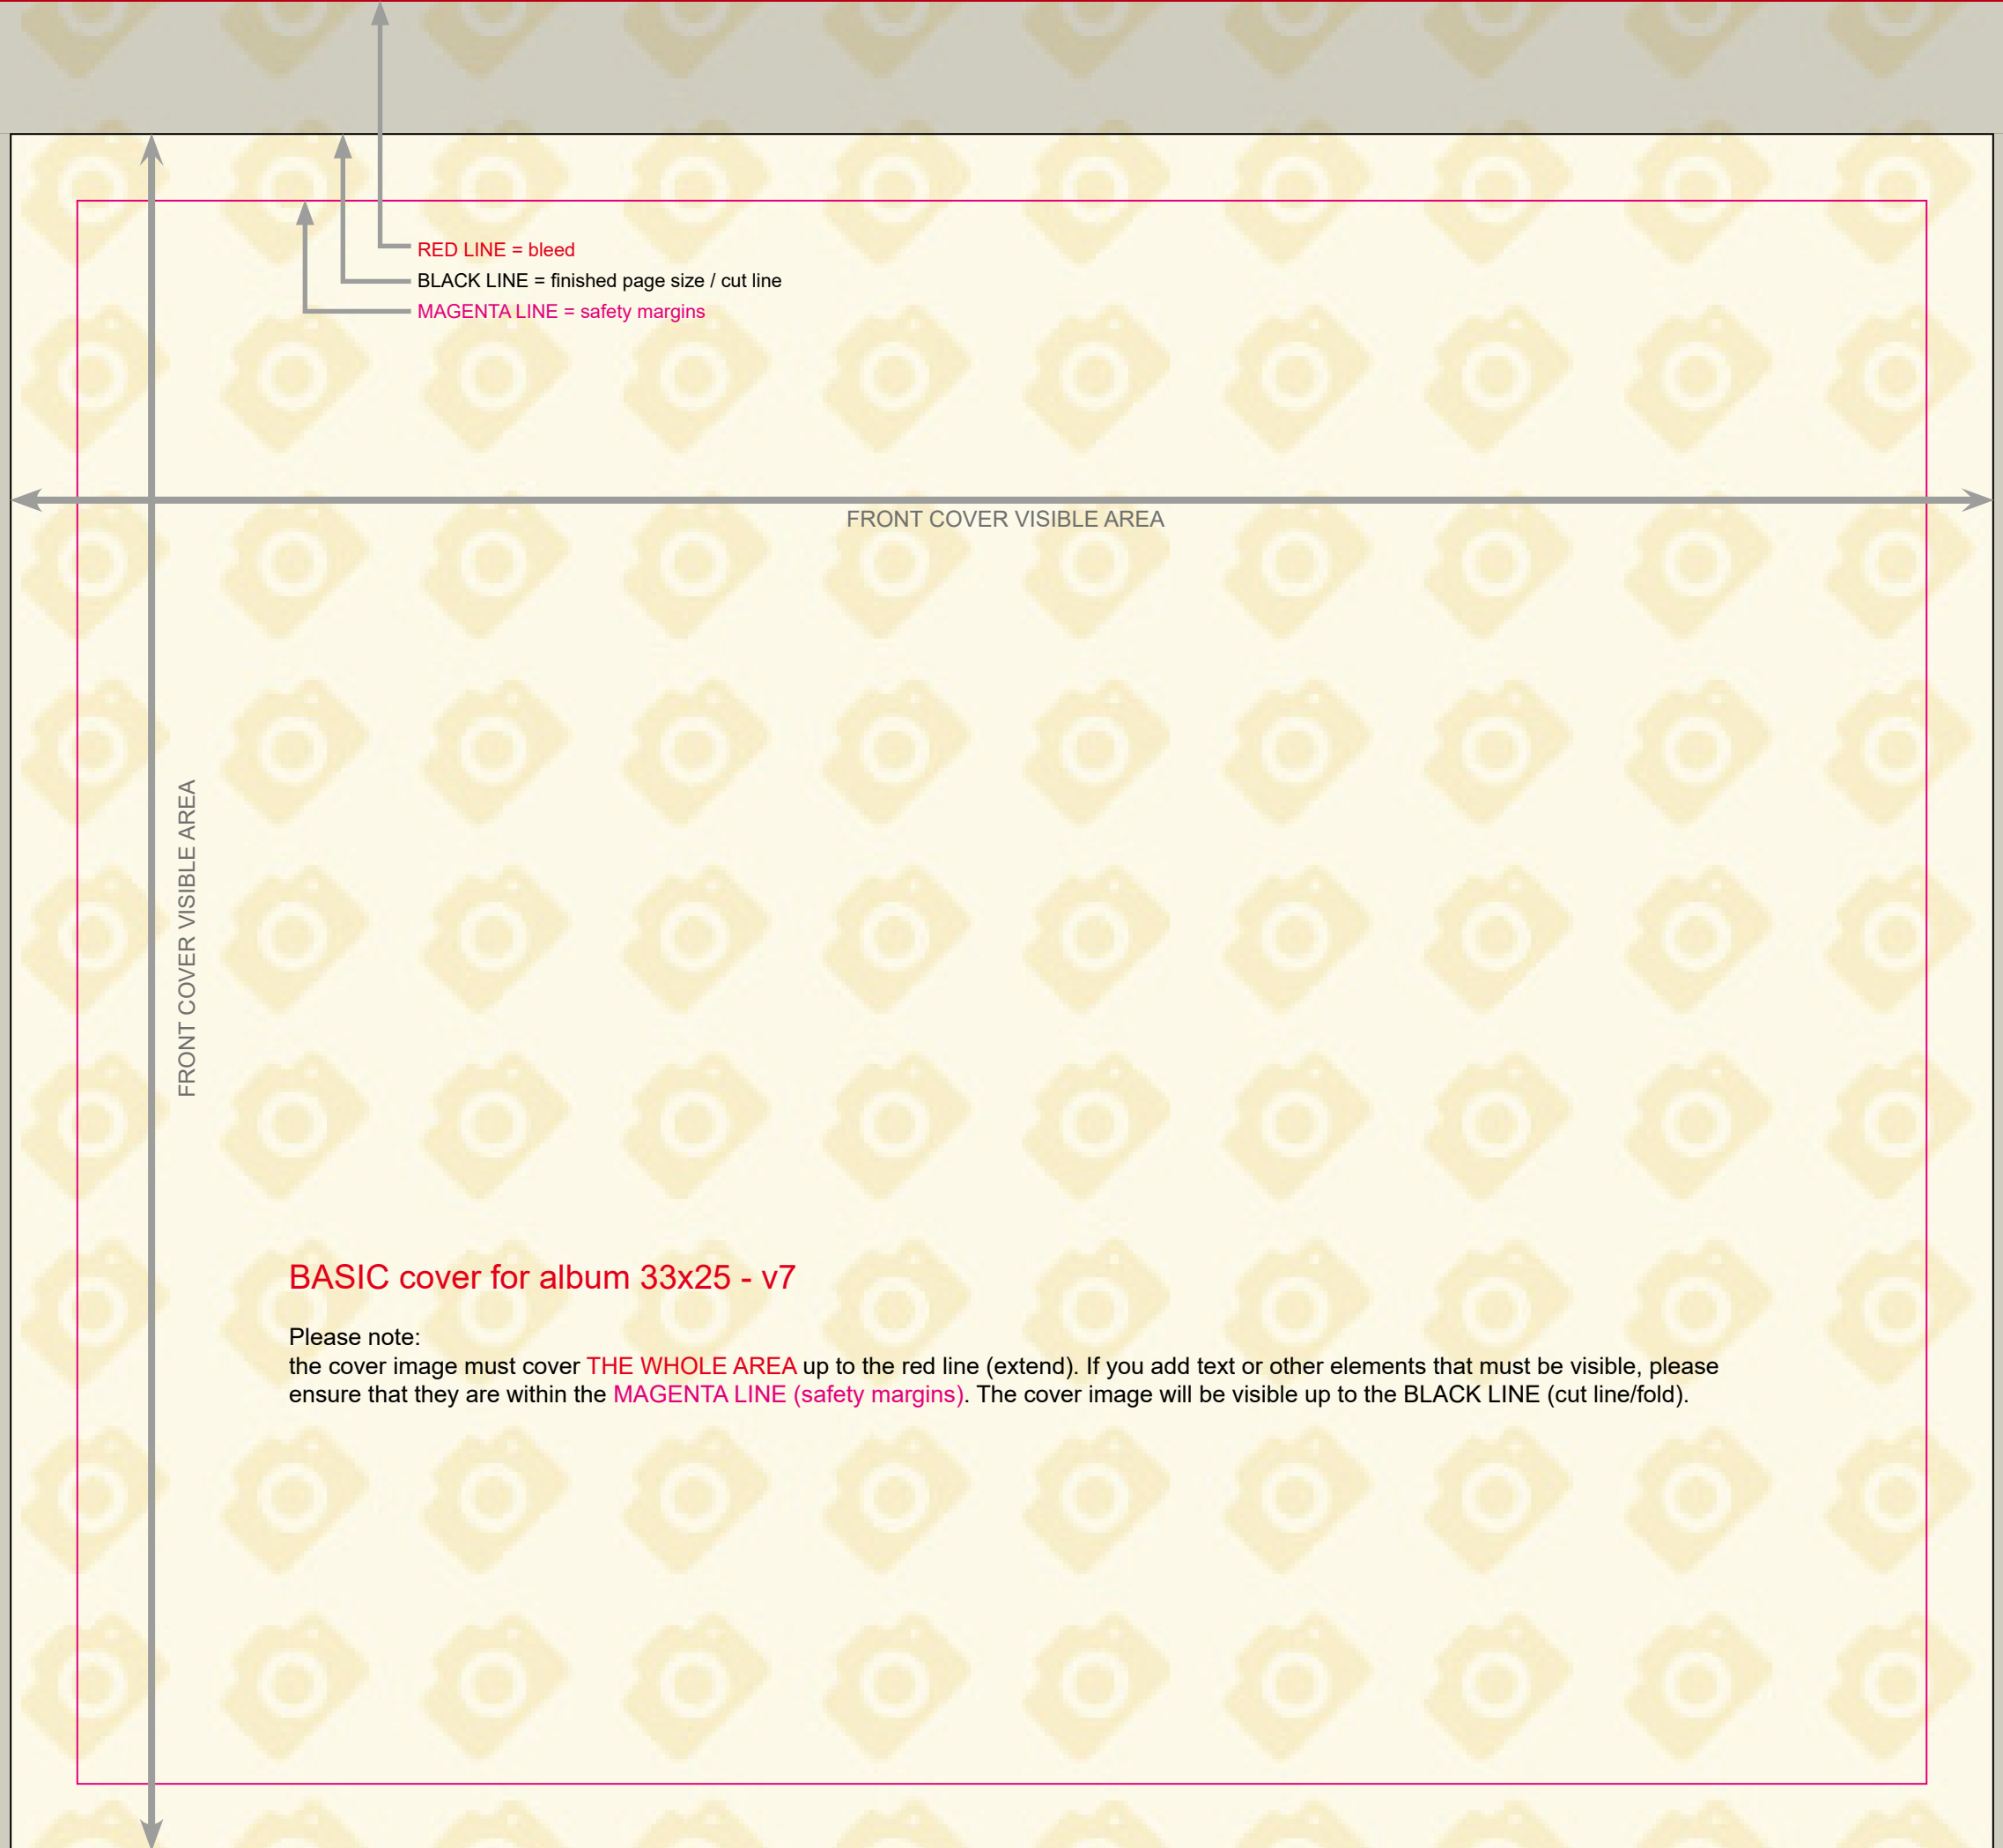 RED LINE = bleed
BLACK LINE = finished page size / cut line
MAGENTA LINE = safety margins
FRONT COVER VISIBLE AREA
FRONT COVER VISIBLE AREA
BASIC cover for album 33x25 - v7
Please note:
the cover image must cover THE WHOLE AREA up to the red line (extend). If you add text or other elements that must be visible, please
ensure that they are within the MAGENTA LINE (safety margins). The cover image will be visible up to the BLACK LINE (cut line/fold).